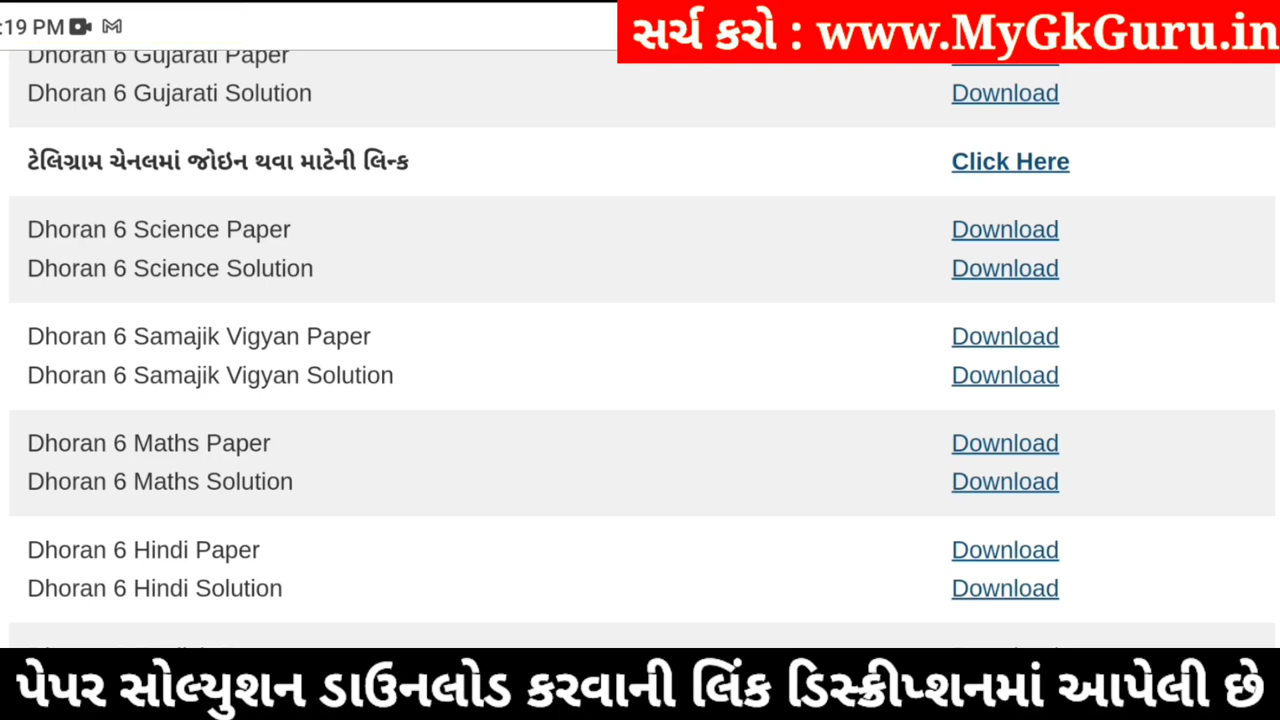 :19 PM
સર્ચ કરો : www.MyGkGuru.in
Dhoran 6 Gujarati Paper
Dhoran 6 Gujarati Solution Download
ટેલિગ્રામ ચેનલમાં જોઇન થવા માટેની લિન્ક Click Here
Dhoran 6 Science Paper Download
Dhoran 6 Science Solution Download
Dhoran 6 Samajik Vigyan Paper Download
Dhoran 6 Samajik Vigyan Solution Download
Dhoran 6 Maths Paper Download
Dhoran 6 Maths Solution Download
Dhoran 6 Hindi Paper Download
Dhoran 6 Hindi Solution Download
પેપર સોલ્યુશન ડાઉનલોડ કરવાની લિંક ડિસ્ક્રીપ્શનમાં આપેલી છે